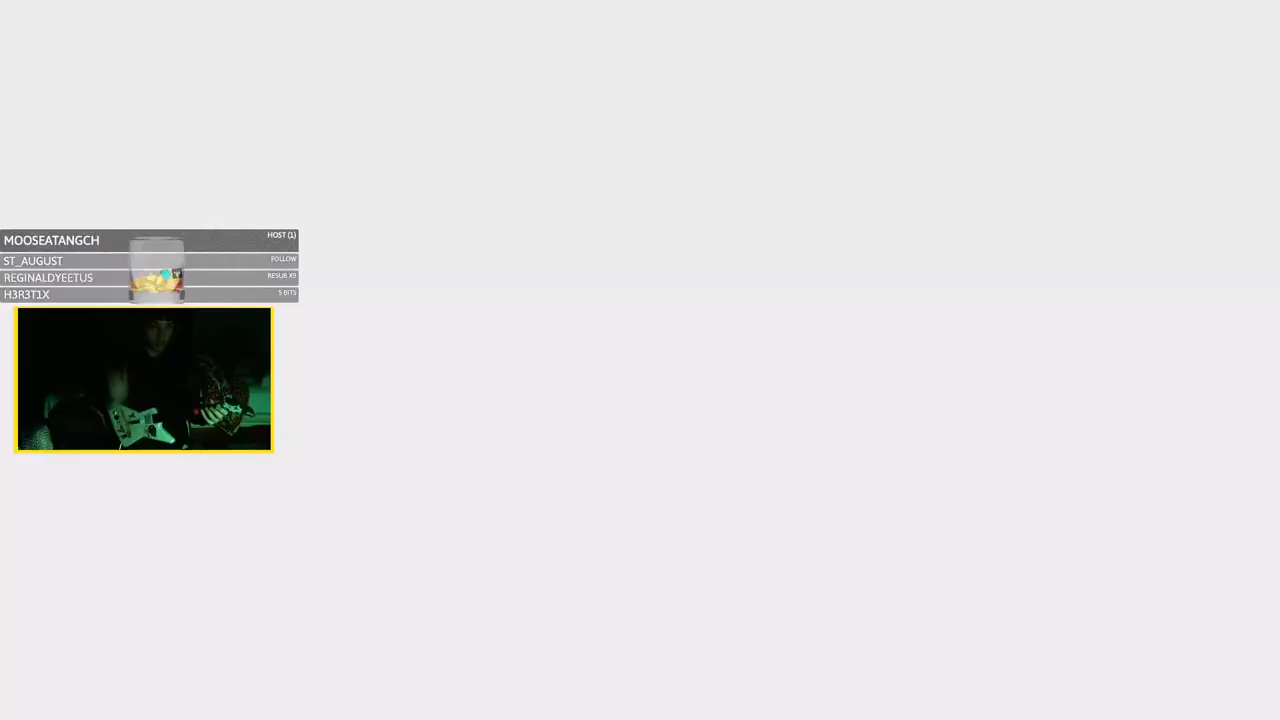 MOOSEATANGCH HOST (1)
ST_AUGUST FOLLOW
REGINALDYEETUS RESUB X9
H3R3T1X 5 BITS